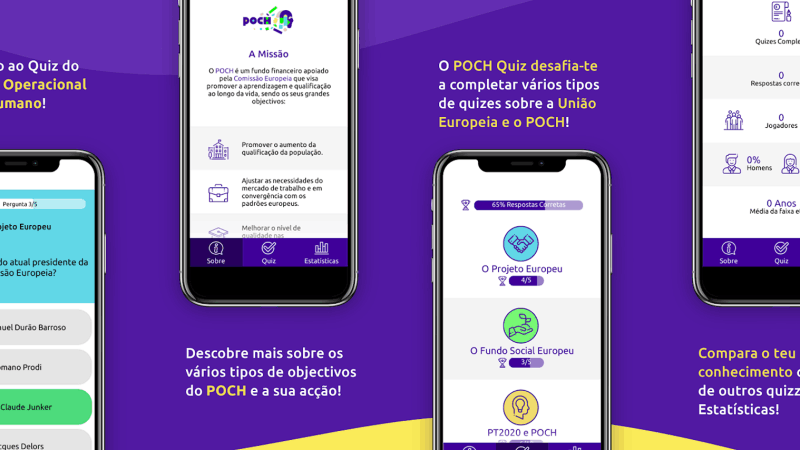 o ao Quiz do
Operacional
umano!
Pergunta 3/5
jeto Europeu
do atual presidente da
são Europeia?
uel Durão Barroso
omano Prodi
Claude Junker
cques Delors
POCH
A Missão
O POCH é um fundo financeiro apoiado
pela Comissão Europeia que visa
promover a aprendizagem e qualificação
ao longo da vida, sendo os seus grandes
objectivos:
Promover o aumento da
qualificação da população.
Ajustar as necessidades do
mercado de trabalho e em
convergência com os
padrões europeus.
Melhorar o nível de
qualidade nas
Sobre
Quiz
Estatísticas
Descobre mais sobre os
vários tipos de objectivos
do POCH e a sua acção!
O POCH Quiz desafia-te
a completar vários tipos
de quizes sobre a União
Europeia e o POCH!
65% Respostas Corretas
O Projeto Europeu
4/5
O Fundo Social Europeu
3/5
PT2020 e POCH
0
Quizes Comple
0
Respostas corre
0
Jogadores
0%
Homens
0 Anos
Média da faixa e
Sobre
Quiz
Compara o teu
conhecimento
de outros quizz
Estatísticas!